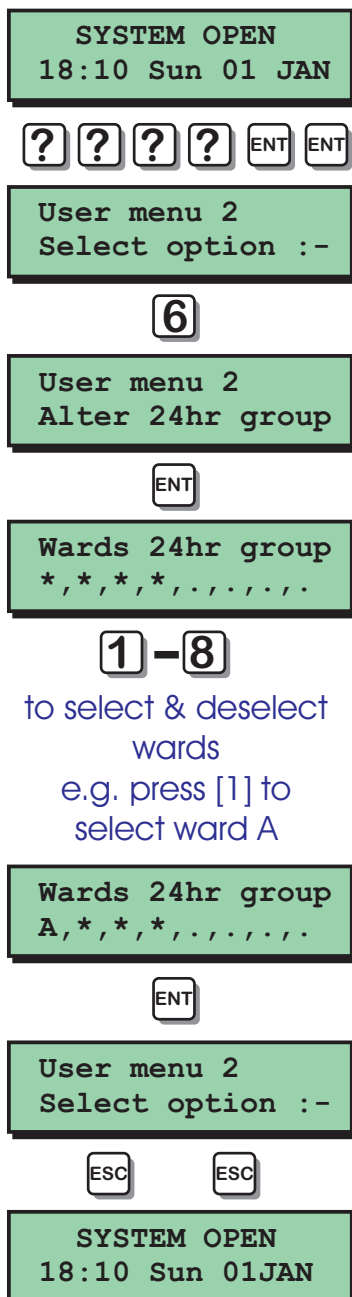 SYSTEM OPEN
18:10 Sun 01 JAN
? ? ? ? ENT ENT
User menu 2
Select option :-
6
User menu 2
Alter 24hr group
ENT
Wards 24hr group
*,*,*,*,.,.,.,.
1-8
to select & deselect
wards
e.g. press [1] to
select ward A
Wards 24hr group
A,*,*,*,.,.,.,.
ENT
User menu 2
Select option :-
ESC ESC
SYSTEM OPEN
18:10 Sun 01JAN